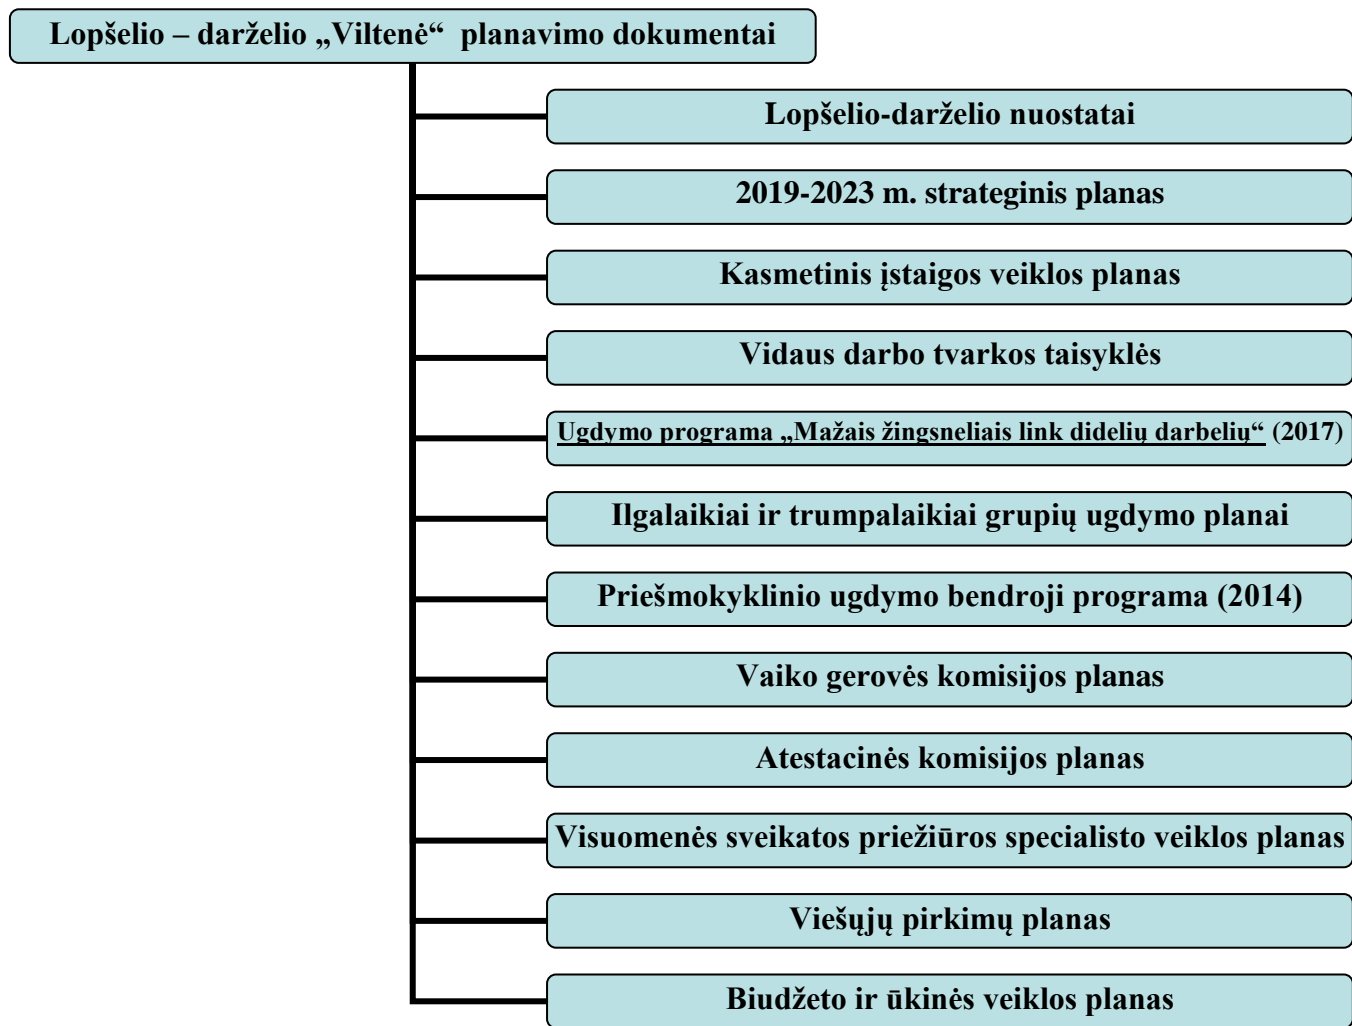 Lopšelio – darželio „Viltenė“ planavimo dokumentai
Lopšelio-darželio nuostatai
2019-2023 m. strateginis planas
Kasmetinis įstaigos veiklos planas
Vidaus darbo tvarkos taisyklės
Ugdymo programa „Mažais žingsneliais link didelių darbelių“ (2017)
Ilgalaikiai ir trumpalaikiai grupių ugdymo planai
Priešmokyklinio ugdymo bendroji programa (2014)
Vaiko gerovės komisijos planas
Atestacinės komisijos planas
Visuomenės sveikatos priežiūros specialisto veiklos planas
Viešųjų pirkimų planas
Biudžeto ir ūkinės veiklos planas